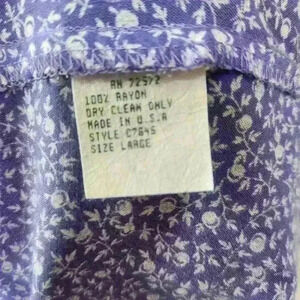 RN 72572
100% RAYON
DRY CLEAN ONLY
MADE IN U.S.A
STYLE C7645
SIZE LARGE